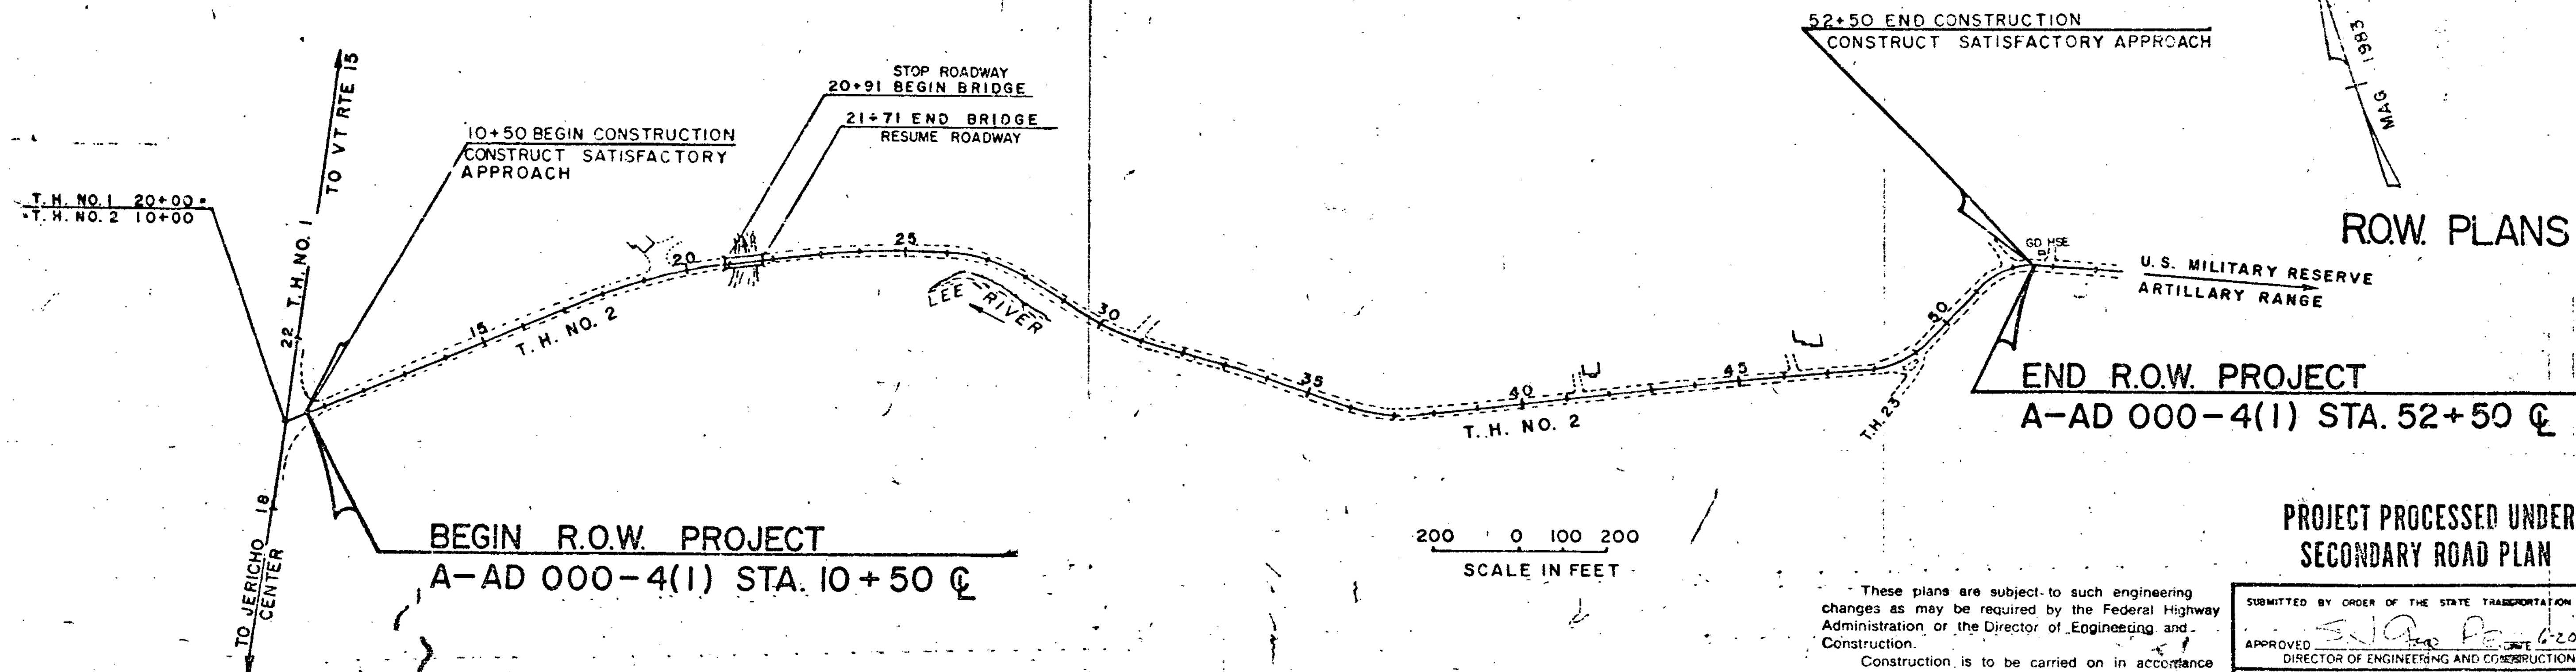 52+50 END CONSTRUCTION
CONSTRUCT SATISFACTORY APPROACH
MAG 1983
TO VT RTE 15
STOP ROADWAY
20+91 BEGIN BRIDGE
21+71 END BRIDGE
RESUME ROADWAY
10+50 BEGIN CONSTRUCTION
CONSTRUCT SATISFACTORY
APPROACH
T.H. NO. 1 20+00 =
=T.H. NO. 2 10+00
T.H. NO. 1
R.O.W. PLANS
20
25
GD HSE
U.S. MILITARY RESERVE
ARTILLARY RANGE
LEE RIVER
22
15
T. H. NO. 2
30
50
35
40
45
T. H. NO. 2
T.H. 23
END R.O.W. PROJECT
A-AD 000-4(1) STA. 52+50 ℄
18
TO JERICHO
CENTER
BEGIN R.O.W. PROJECT
A-AD 000-4(1) STA. 10+50 ℄
200 0 100 200
SCALE IN FEET
PROJECT PROCESSED UNDER
SECONDARY ROAD PLAN
These plans are subject to such engineering
changes as may be required by the Federal Highway
Administration or the Director of Engineering and
Construction.
Construction is to be carried on in accordance
SUBMITTED BY ORDER OF THE STATE TRANSPORTATION
APPROVED DATE 6-20
DIRECTOR OF ENGINEERING AND CONSTRUCTION